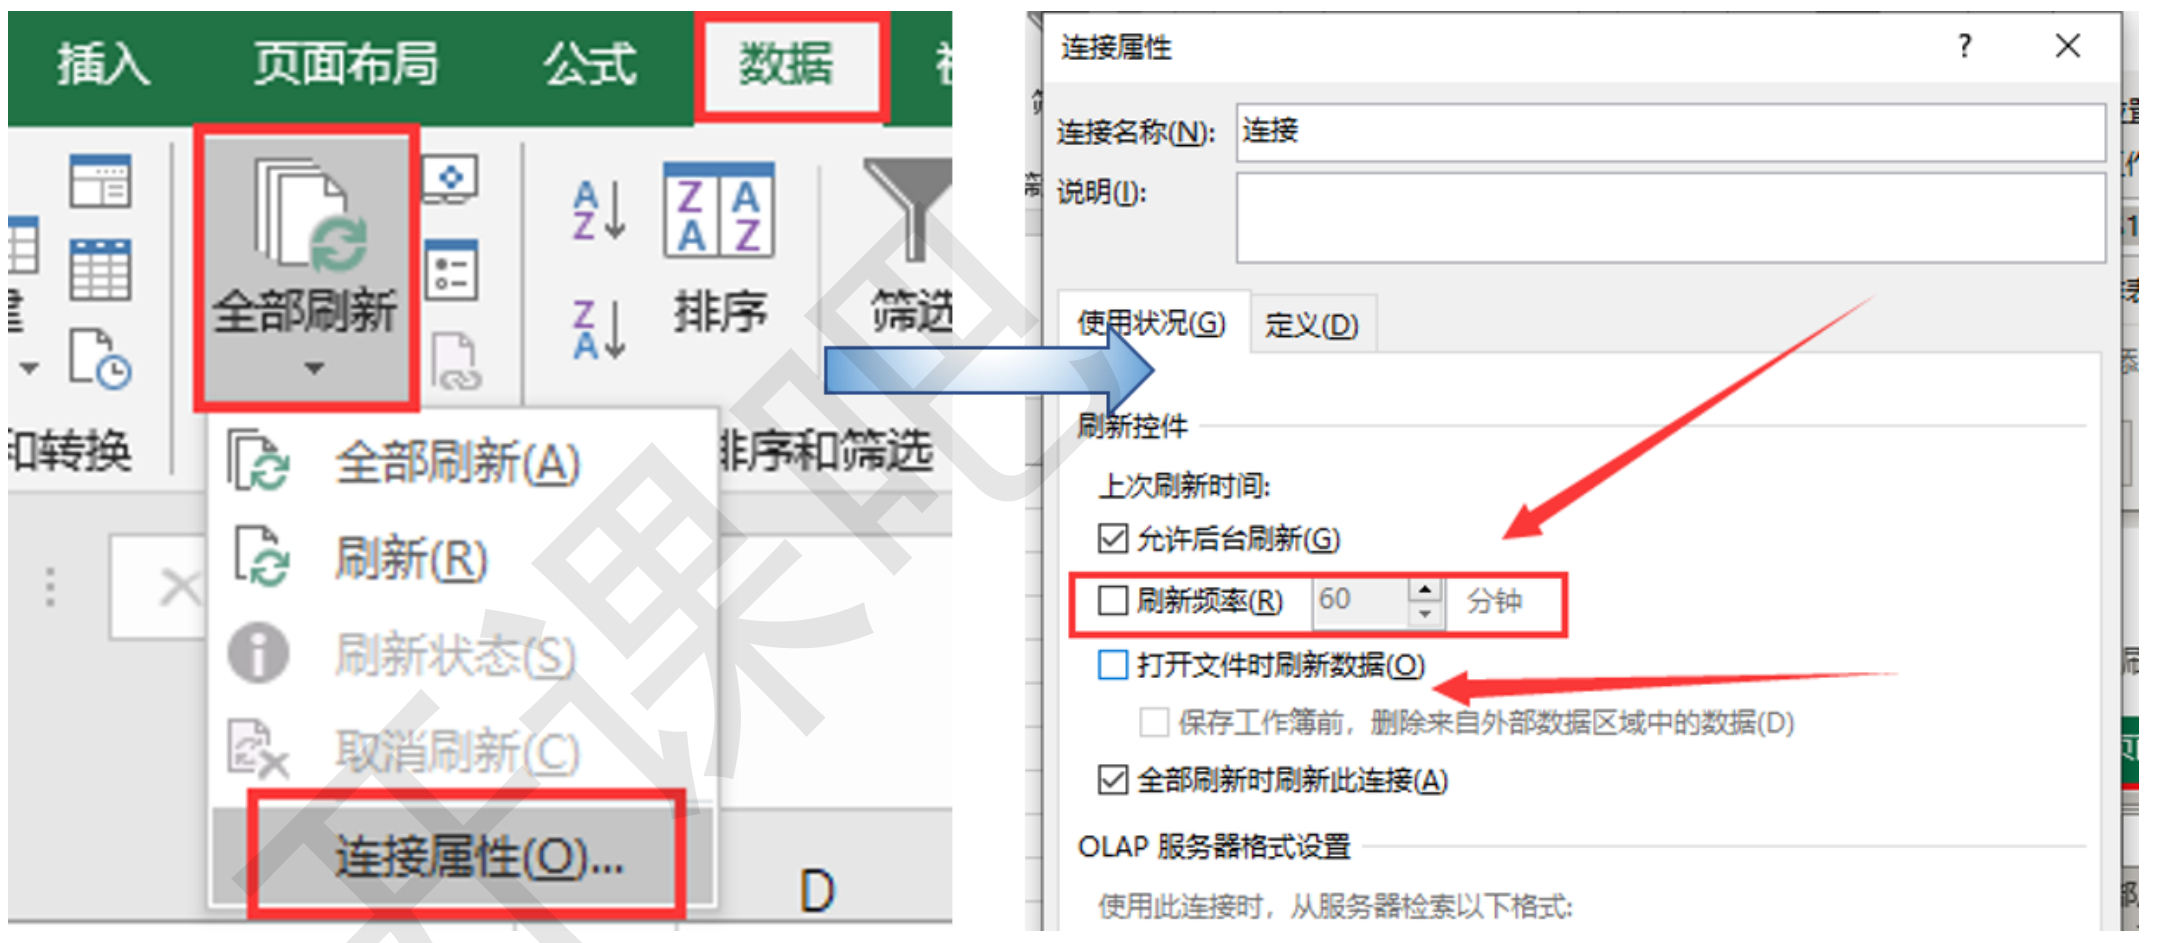 插入 页面布局 公式 数据
全部刷新
排序
筛选
和转换
排序和筛选
全部刷新(A)
刷新(R)
刷新状态(S)
取消刷新(C)
连接属性(O)...
D
连接属性 ? ×
连接名称(N): 连接
说明(I):
使用状况(G) 定义(D)
刷新控件
上次刷新时间:
允许后台刷新(G)
刷新频率(R) 60 分钟
打开文件时刷新数据(O)
保存工作簿前，删除来自外部数据区域中的数据(D)
全部刷新时刷新此连接(A)
OLAP 服务器格式设置
使用此连接时，从服务器检索以下格式:
开课吧